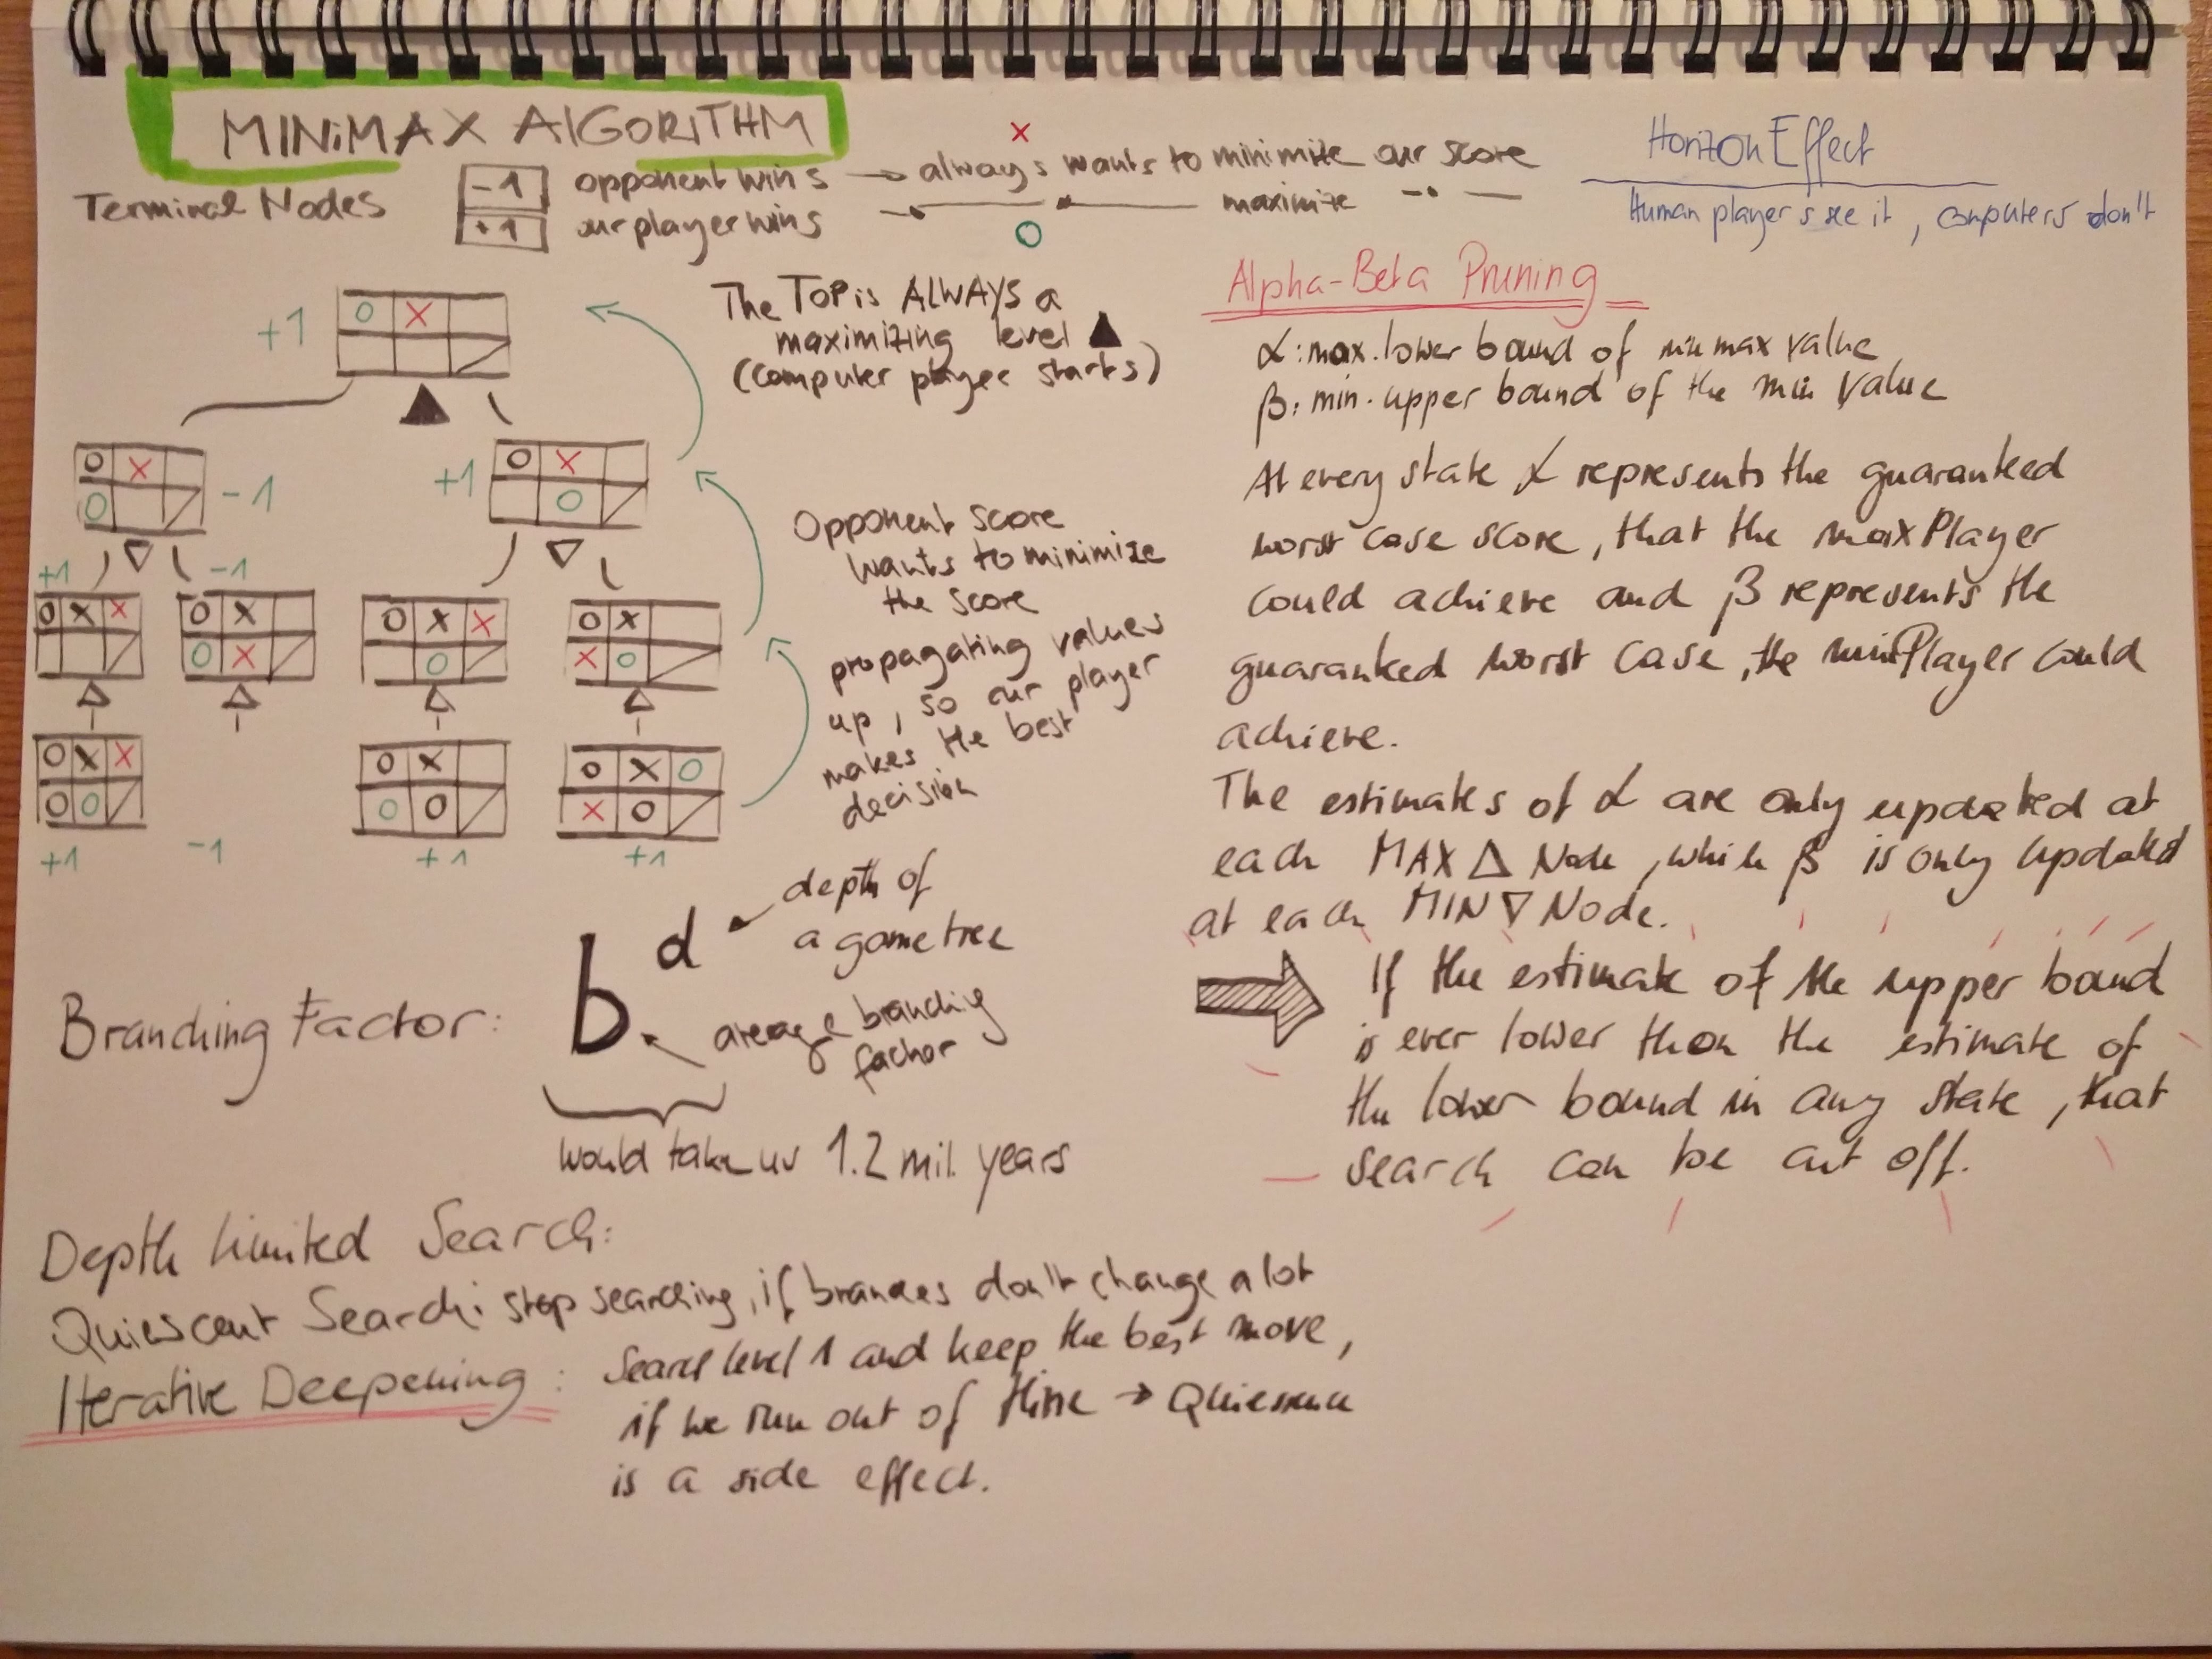 MINiMAX ALGORITHM
Terminal Nodes
-1 opponent wins → always wants to minimize our score
+1 our player wins → maximize
X
O
Horizon Effect
Human players see it, computers don't
The TOP is ALWAYS a
maximizing level ▲
(computer player starts)
+1
O X
O X
O
-1
+1
O X
O
+1
-1
O X X
O X
O X
O X X
O
O X
X O
O X X
O O
O X
O O
O X O
X O
+1
-1
+1
+1
Opponent score
wants to minimize
the score
propagating values
up, so our player
makes the best
decision
Branching Factor:
b d
depth of
a game tree
average branching
factor
would take us 1.2 mil. years
Depth limited Search:
Quiescent Search: stop searching, if branches don't change a lot
Iterative Deepening: Search level 1 and keep the best move,
if we run out of time →
is a side effect.
Alpha-Beta Pruning
α: max. lower bound of max value
β: min. upper bound of the min value
At every state α represents the guaranteed
worst case score, that the maxPlayer
could achieve and β represents the
guaranteed worst case, the miniPlayer could
achieve.
The estimates of α are only updated at
each MAX △ Node, while β is only updated
at each MIN ▽ Node.
If the estimate of the upper bound
is ever lower than the estimate of
the lower bound in any state, that
search can be cut off.